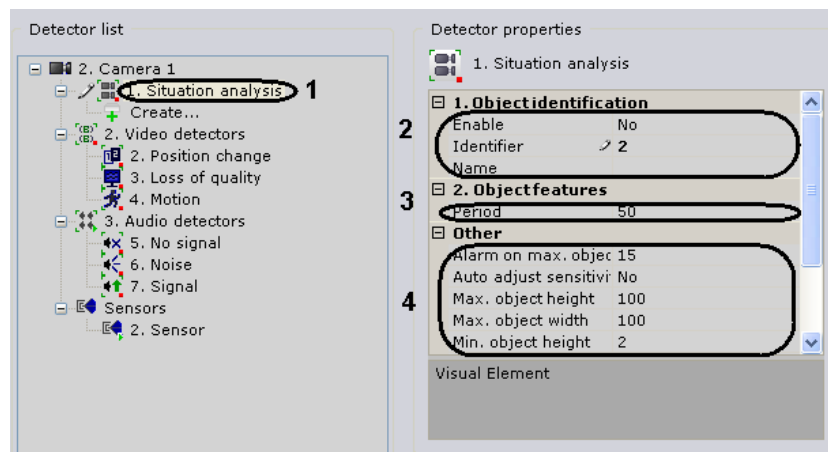 Detector list
2. Camera 1
1. Situation analysis
1
Create...
2. Video detectors
2. Position change
3. Loss of quality
4. Motion
3. Audio detectors
5. No signal
6. Noise
7. Signal
Sensors
2. Sensor
Detector properties
1. Situation analysis
1. Object identification
2
Enable No
Identifier 2
Name
2. Object features
3
Period 50
Other
Alarm on max. objec 15
Auto adjust sensitivi No
4
Max. object height 100
Max. object width 100
Min. object height 2
Visual Element